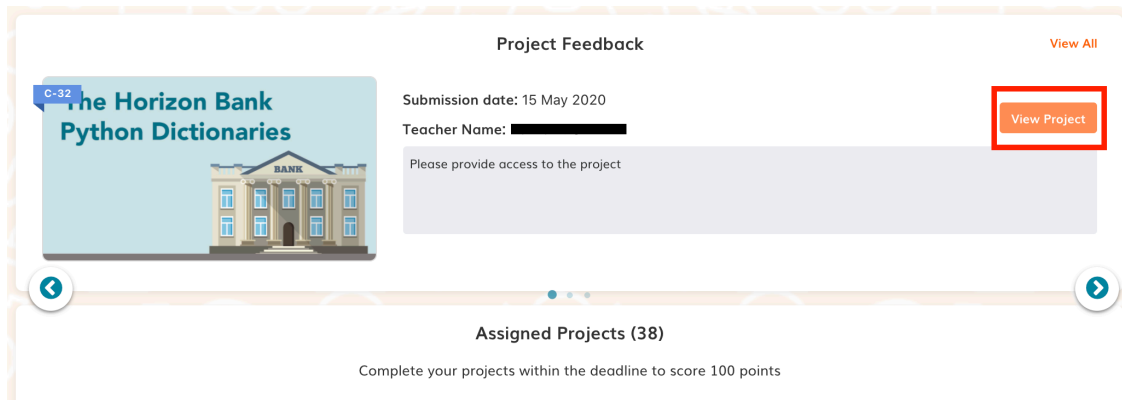 Project Feedback
View All
C-32
The Horizon Bank
Python Dictionaries
BANK
Submission date: 15 May 2020
Teacher Name:
View Project
Please provide access to the project
Assigned Projects (38)
Complete your projects within the deadline to score 100 points